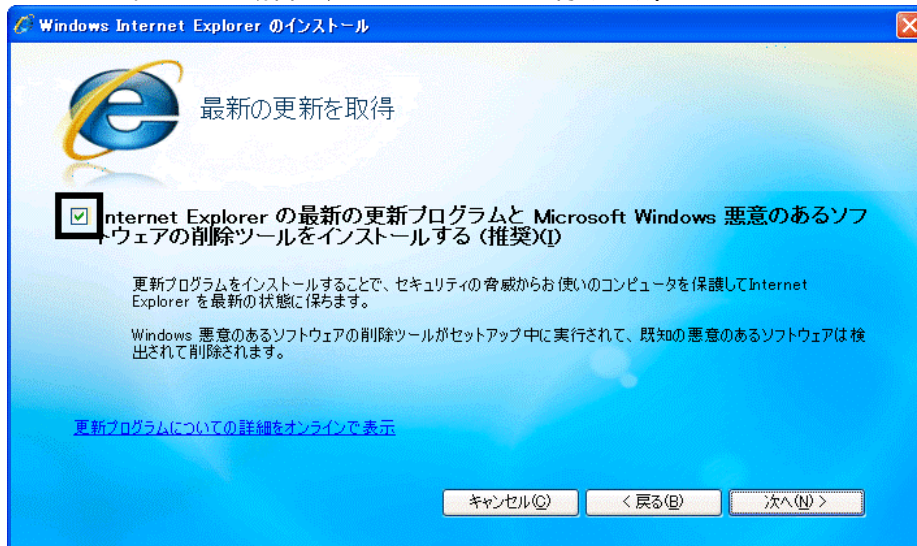 Windows Internet Explorer のインストール
最新の更新を取得
nternet Explorer の最新の更新プログラムと Microsoft Windows 悪意のあるソフ
トウェアの削除ツールをインストールする (推奨)(I)
更新プログラムをインストールすることで、セキュリティの脅威からお使いのコンピュータを保護してInternet
Explorer を最新の状態に保ちます。
Windows 悪意のあるソフトウェアの削除ツールがセットアップ中に実行されて、既知の悪意のあるソフトウェアは検
出されて削除されます。
更新プログラムについての詳細をオンラインで表示
キャンセル(C) < 戻る(B) 次へ(N) >